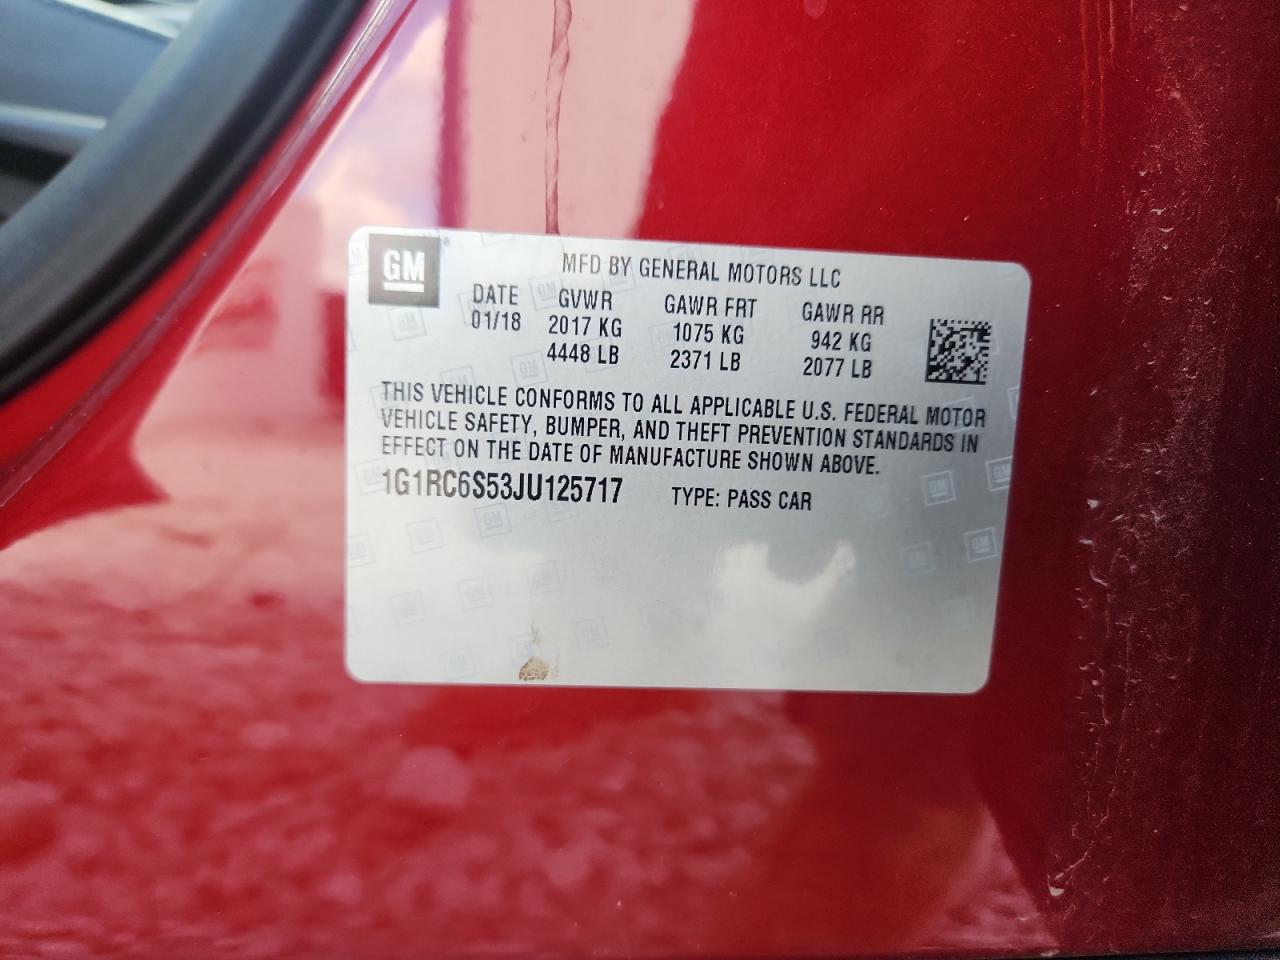 GM
MFD BY GENERAL MOTORS LLC
DATE GVWR GAWR FRT GAWR RR
01/18 2017 KG 1075 KG 942 KG
4448 LB 2371 LB 2077 LB
THIS VEHICLE CONFORMS TO ALL APPLICABLE U.S. FEDERAL MOTOR
VEHICLE SAFETY, BUMPER, AND THEFT PREVENTION STANDARDS IN
EFFECT ON THE DATE OF MANUFACTURE SHOWN ABOVE.
1G1RC6S53JU125717 TYPE: PASS CAR